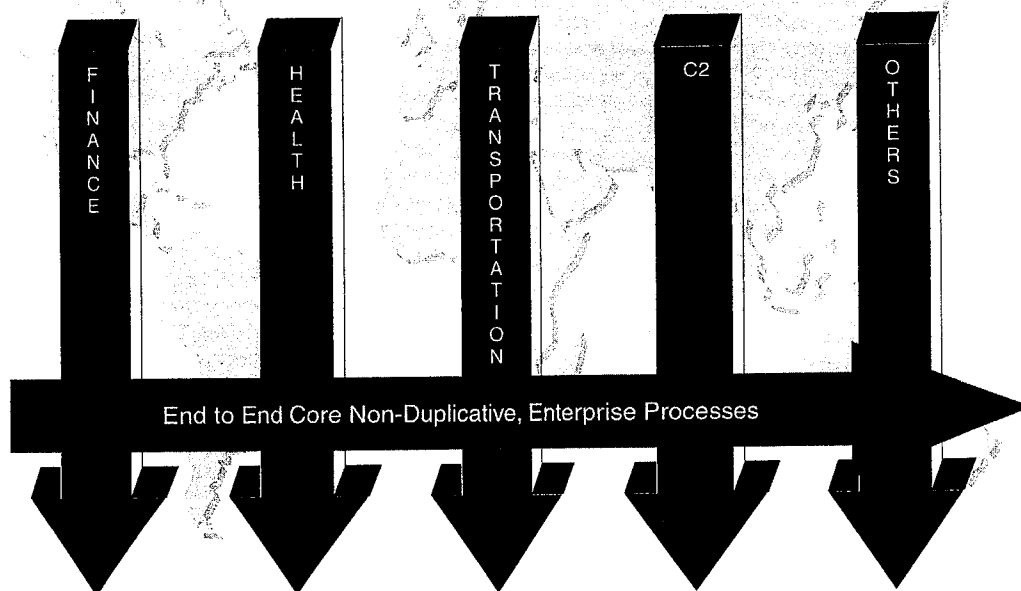 FINANCE
HEALTH
TRANSPORTATION
C2
OTHERS
End to End Core Non-Duplicative, Enterprise Processes